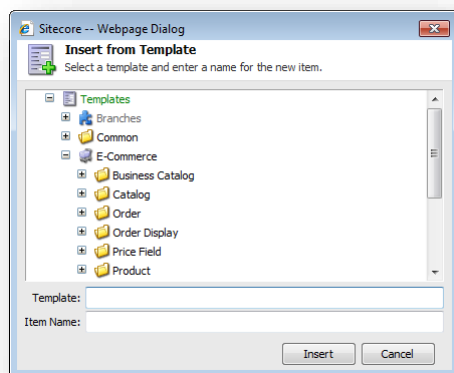 Sitecore -- Webpage Dialog
Insert from Template
Select a template and enter a name for the new item.
Templates
Branches
Common
E-Commerce
Business Catalog
Catalog
Order
Order Display
Price Field
Product
Template:
Item Name:
Insert
Cancel